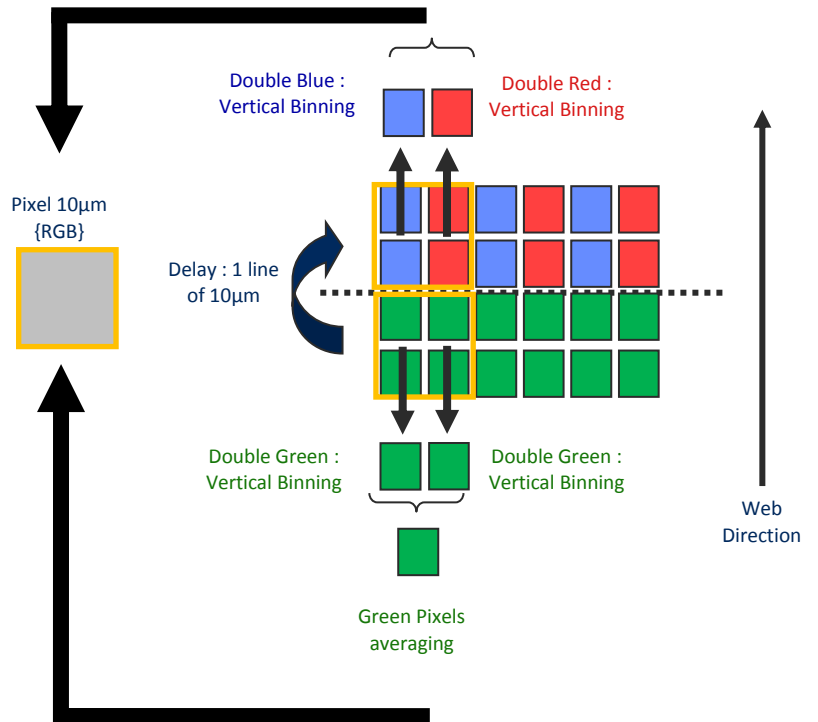 Double Blue :
Vertical Binning
Double Red :
Vertical Binning
Pixel 10µm
{RGB}
Delay : 1 line
of 10µm
Double Green :
Vertical Binning
Double Green :
Vertical Binning
Web
Direction
Green Pixels
averaging